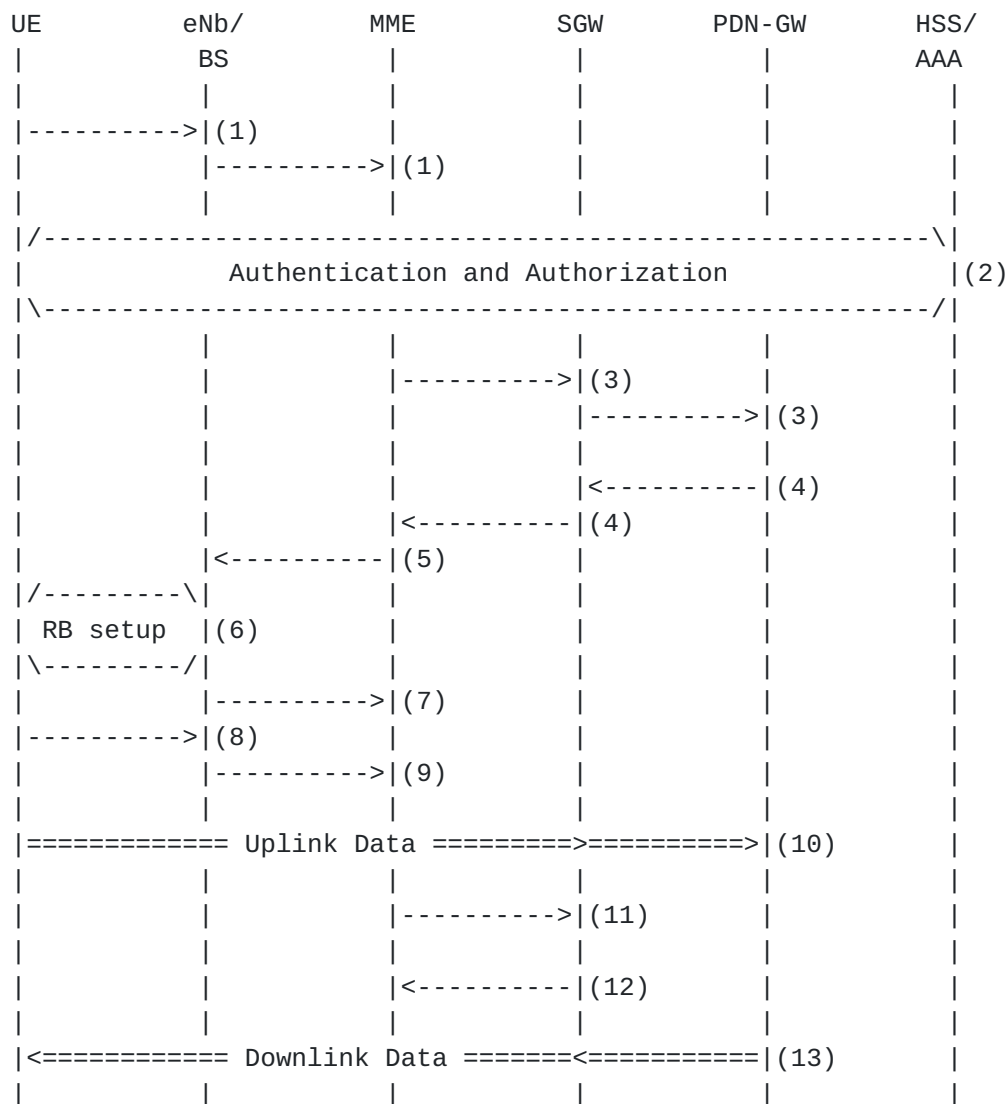 UE          eNb/        MME         SGW       PDN-GW       HSS/
|           BS          |           |           |         AAA
|           |           |           |           |           |
|---------->|(1)        |           |           |           |
|           |---------->|(1)        |           |           |
|           |           |           |           |           |
|/---------------------------------------------------------\|
|             Authentication and Authorization              |(2)
|\---------------------------------------------------------/|
|           |           |           |           |           |
|           |           |---------->|(3)        |           |
|           |           |           |---------->|(3)        |
|           |           |           |           |           |
|           |           |           |<----------|(4)        |
|           |           |<----------|(4)        |           |
|           |<----------|(5)        |           |           |
|/---------\|           |           |           |           |
| RB setup  |(6)        |           |           |           |
|\---------/|           |           |           |           |
|           |---------->|(7)        |           |           |
|---------->|(8)        |           |           |           |
|           |---------->|(9)        |           |           |
|           |           |           |           |           |
|============= Uplink Data =========>==========>|(10)       |
|           |           |           |           |           |
|           |           |---------->|(11)       |           |
|           |           |           |           |           |
|           |           |<----------|(12)       |           |
|           |           |           |           |           |
|<============ Downlink Data =======<===========|(13)       |
|           |           |           |           |           |